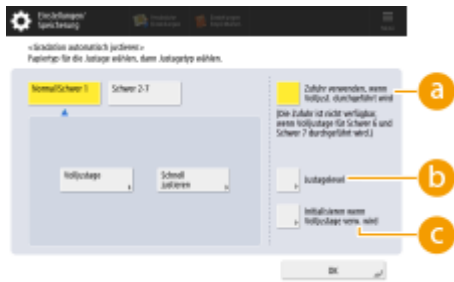 Einstellungen/
Speicherung
<Gradation automatisch justieren>
Papiertyp für die Justage wählen, dann Justagetyp wählen.
Normal/Schwer 1
Schwer 2-7
Zufuhr verwenden, wenn
Volljust. durchgeführt wird
(Die Zufuhr ist nicht verfügbar,
wenn Volljustage für Schwer 6 und
Schwer 7 durchgeführt wird.)
Volljustage
Schnell
justieren
Justagelevel
Initialisieren wenn
Volljustage verw. wird
OK
a
b
c